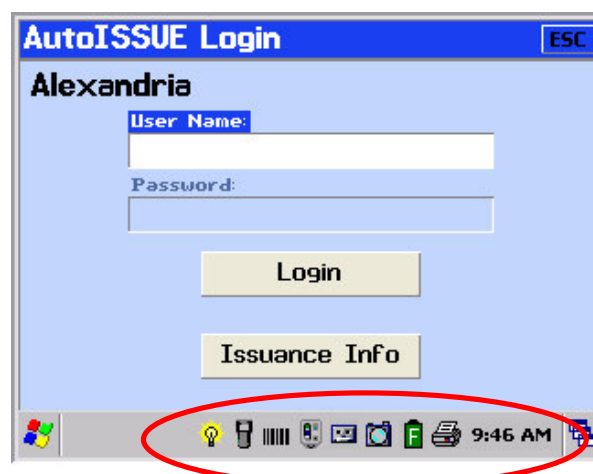 AutoISSUE Login ESC
Alexandria
User Name:
Password:
Login
Issuance Info
F 9:46 AM